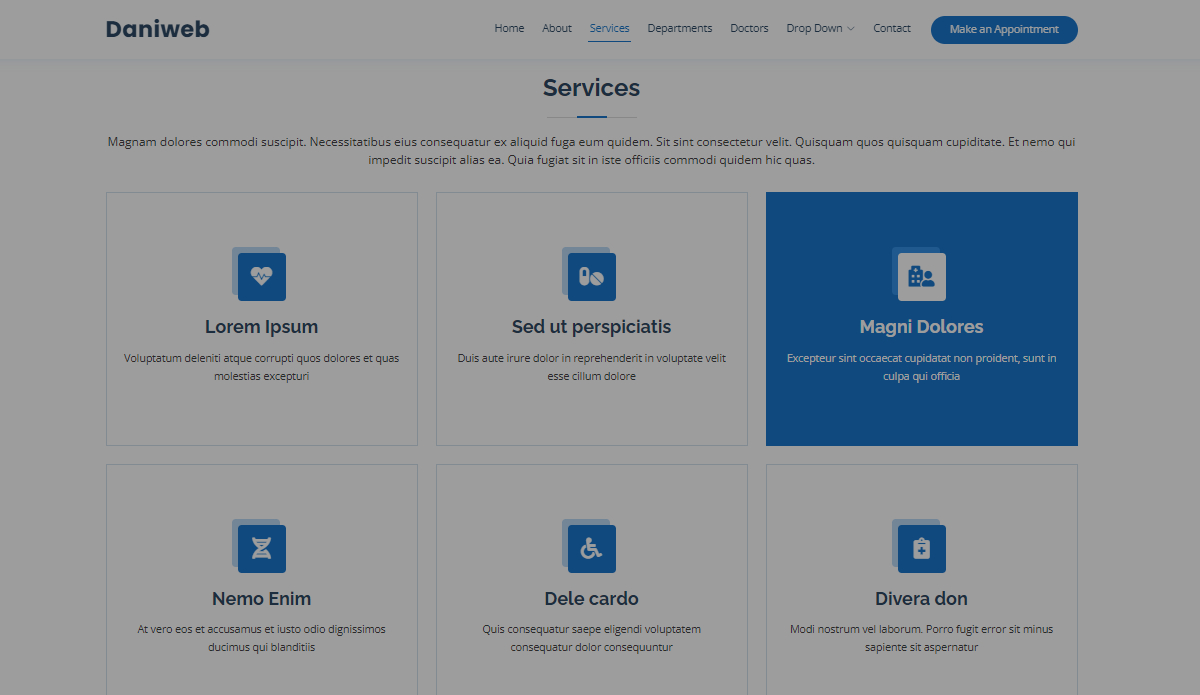 Daniweb
Home About Services Departments Doctors Drop Down Contact Make an Appointment
Services
Magnam dolores commodi suscipit. Necessitatibus eius consequatur ex aliquid fuga eum quidem. Sit sint consectetur velit. Quisquam quos quisquam cupiditate. Et nemo qui
impedit suscipit alias ea. Quia fugiat sit in iste officiis commodi quidem hic quas.
Lorem Ipsum
Voluptatum deleniti atque corrupti quos dolores et quas
molestias excepturi
Sed ut perspiciatis
Duis aute irure dolor in reprehenderit in voluptate velit
esse cillum dolore
Magni Dolores
Excepteur sint occaecat cupidatat non proident, sunt in
culpa qui officia
Nemo Enim
At vero eos et accusamus et iusto odio dignissimos
ducimus qui blanditiis
Dele cardo
Quis consequatur saepe eligendi voluptatem
consequatur dolor consequuntur
Divera don
Modi nostrum vel laborum. Porro fugit error sit minus
sapiente sit aspernatur